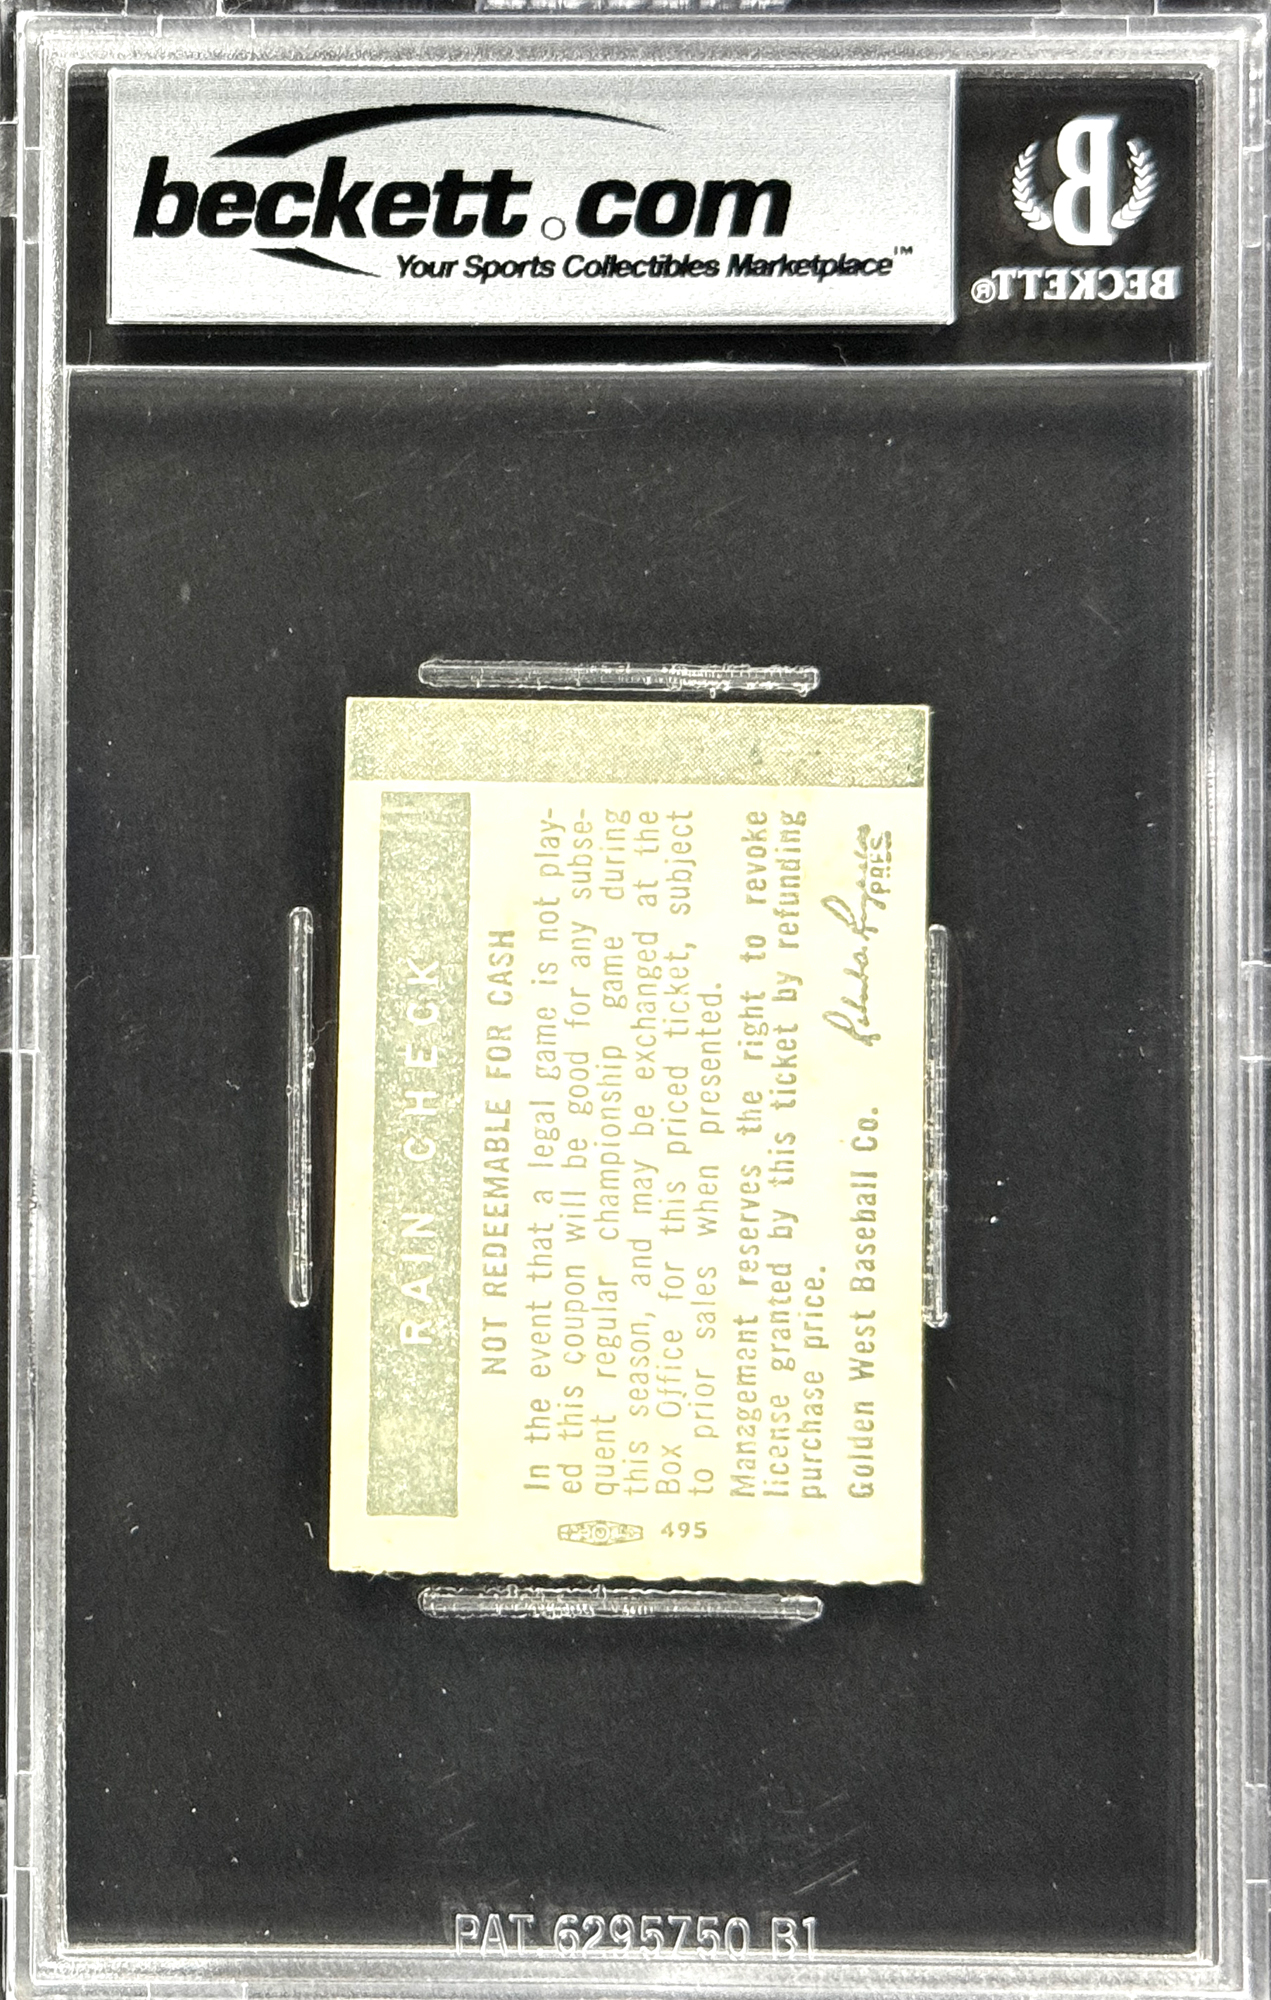 beckett.com
Your Sports Collectibles Marketplace™
BECKETT®
RAIN CHECK
NOT REDEEMABLE FOR CASH
In the event that a legal game is not play-
ed this coupon will be good for any subse-
quent regular championship game during
this season, and may be exchanged at the
Box Office for this priced ticket, subject
to prior sales when presented.
Management reserves the right to revoke
license granted by this ticket by refunding
purchase price.
Golden West Baseball Co.
PRES.
495
PAT. 6295750 B1